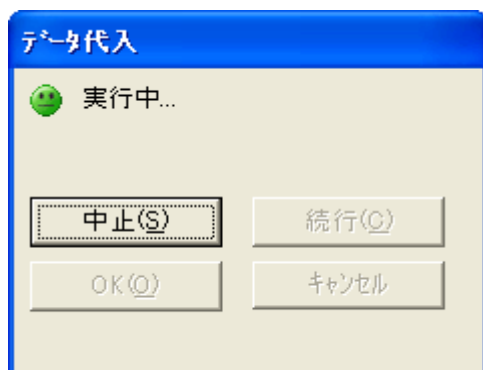 ﾃﾞｰﾀ代入
実行中...
中止(S)
続行(C)
OK(O)
ｷｬﾝｾﾙ